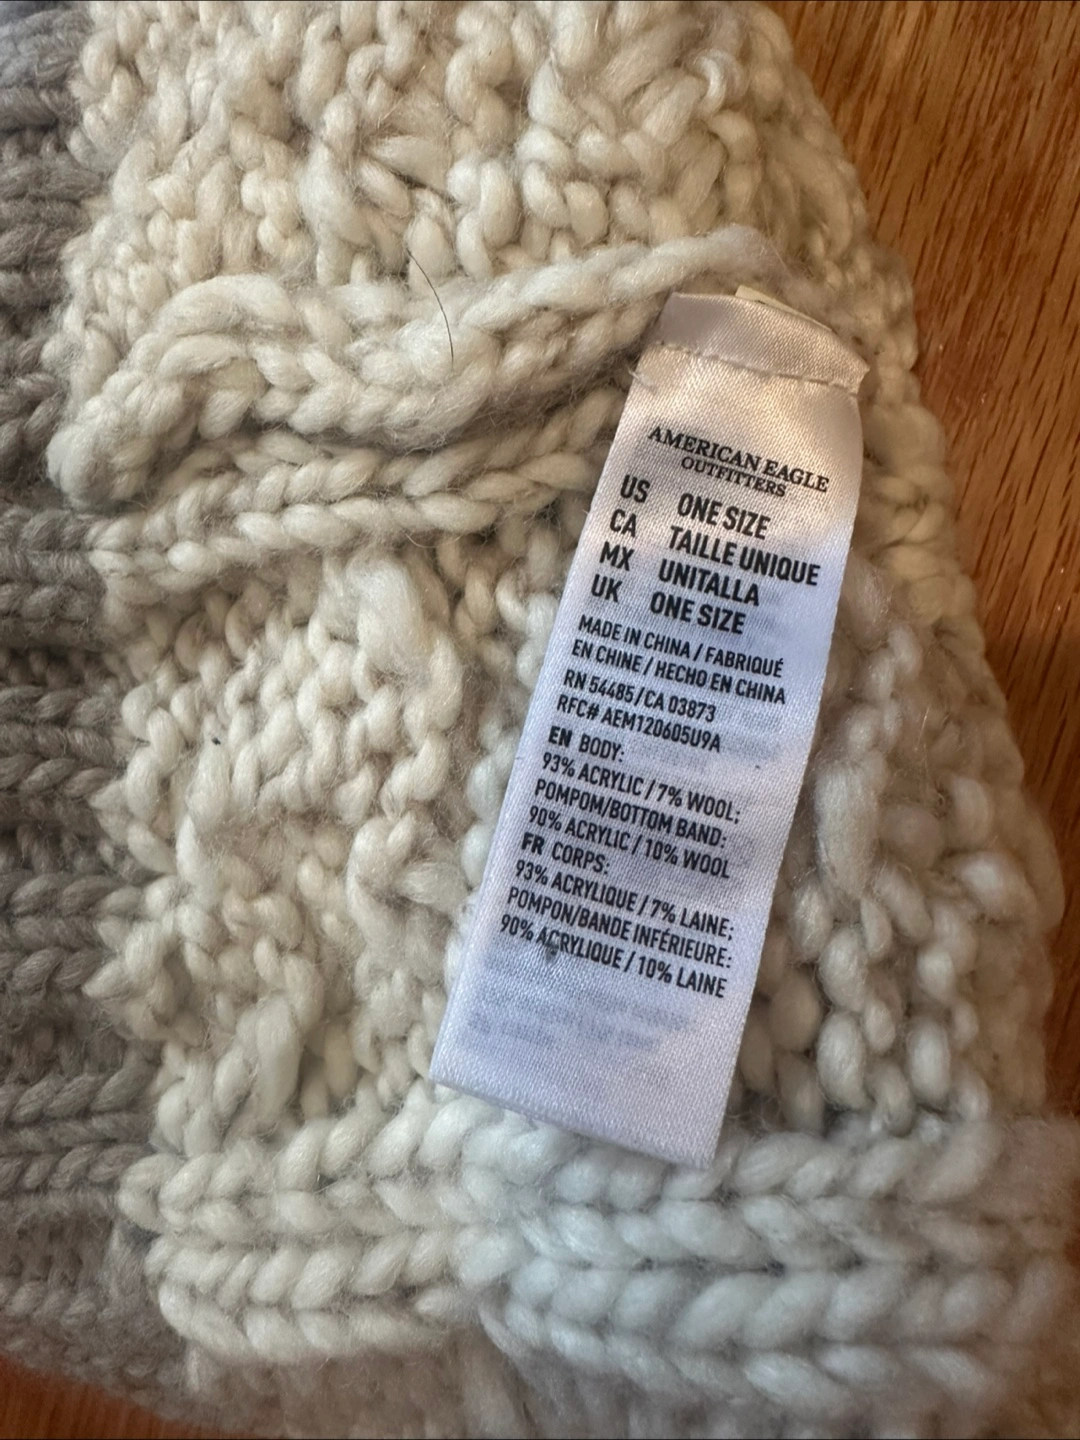 AMERICAN EAGLE
OUTFITTERS
US ONE SIZE
CA TAILLE UNIQUE
MX UNITALLA
UK ONE SIZE
MADE IN CHINA / FABRIQUÉ
EN CHINE / HECHO EN CHINA
RN 54485 / CA 03873
RFC# AEM120605U9A
EN BODY:
93% ACRYLIC / 7% WOOL;
POMPOM/BOTTOM BAND:
90% ACRYLIC / 10% WOOL
FR CORPS:
93% ACRYLIQUE / 7% LAINE;
POMPON/BANDE INFÉRIEURE:
90% ACRYLIQUE / 10% LAINE